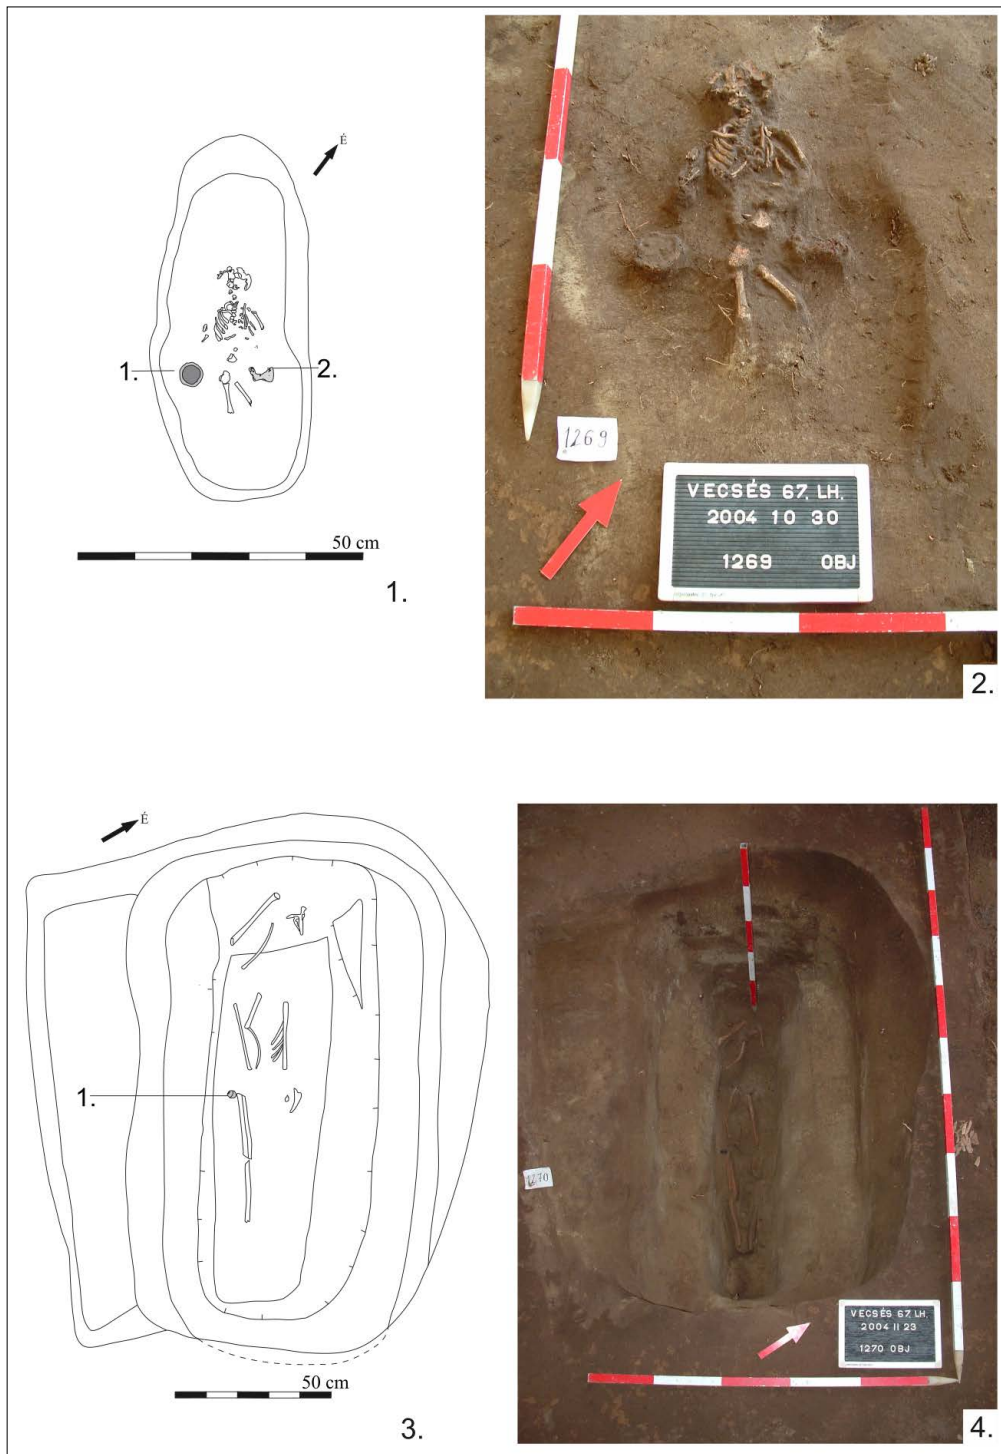 É
1.
2.
50 cm
1.
1269
VECSÉS 67. LH.
2004 10 30
1269 OBJ
2.
É
1.
50 cm
3.
1270
VECSÉS 67. LH.
2004 11 23
1270 OBJ
4.